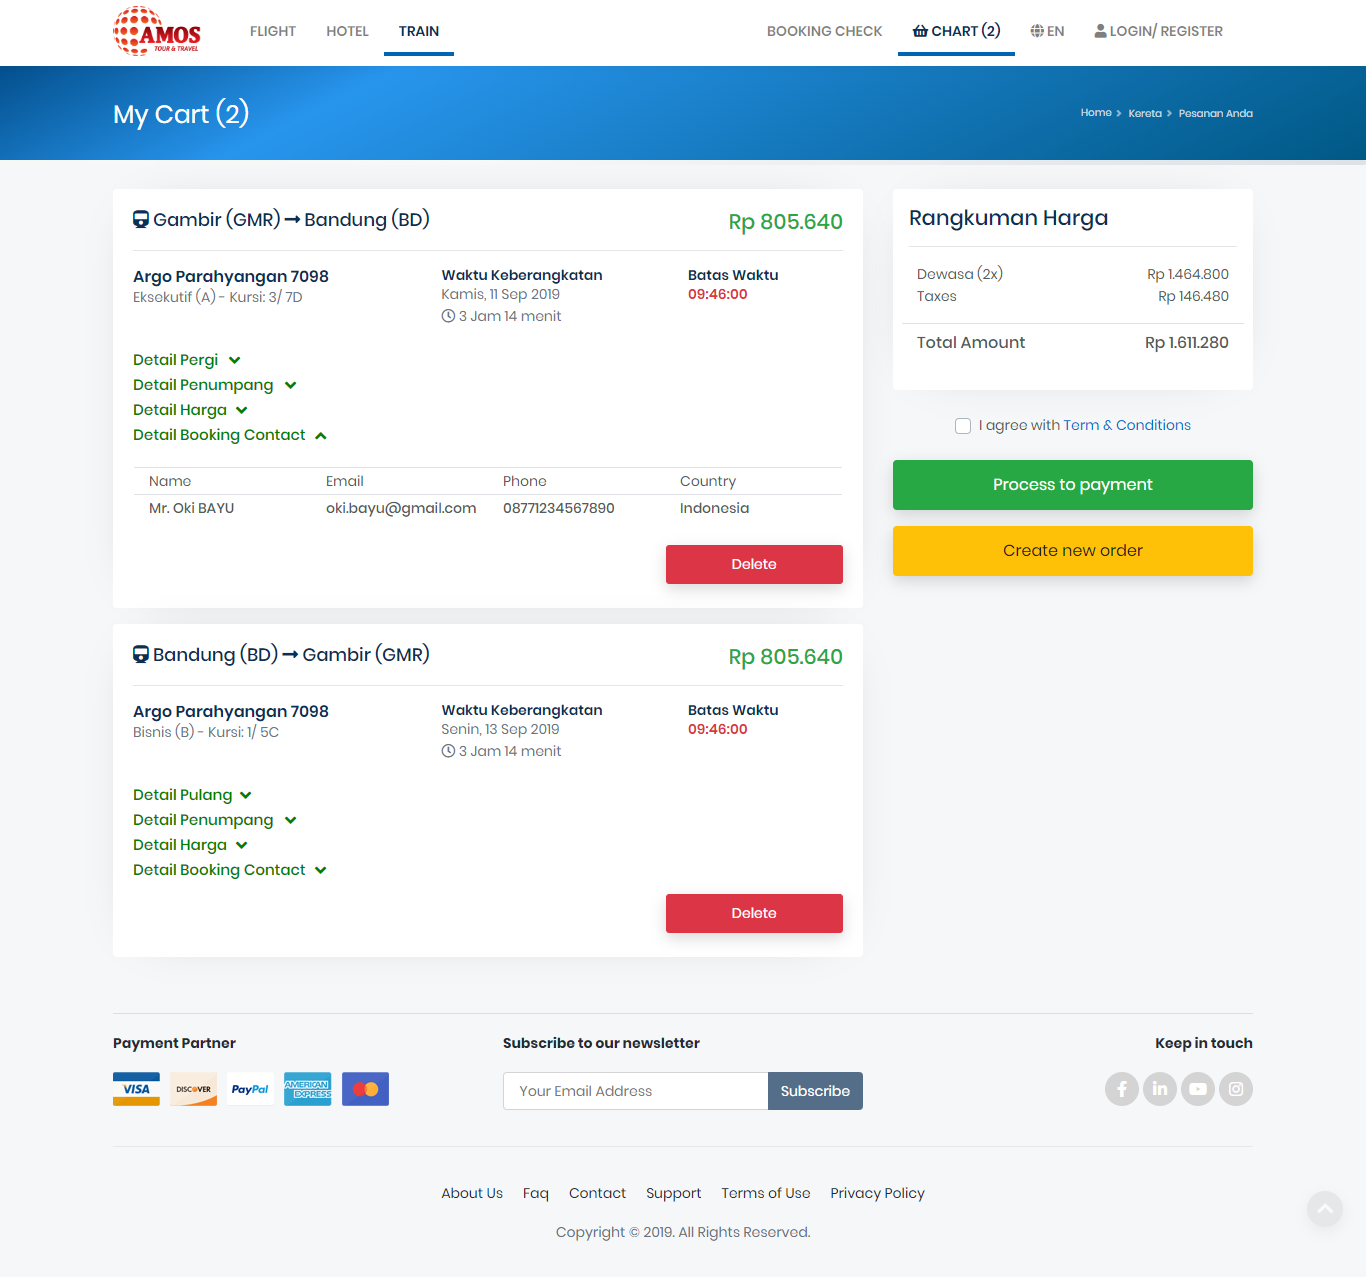 AMOS
TOUR & TRAVEL
FLIGHT HOTEL TRAIN BOOKING CHECK CHART (2) EN LOGIN/ REGISTER
My Cart (2)
Home Kereta Pesanan Anda
Gambir (GMR) Bandung (BD) Rp 805.640
Argo Parahyangan 7098
Eksekutif (A) - Kursi: 3/ 7D
Waktu Keberangkatan
Kamis, 11 Sep 2019
3 Jam 14 menit
Batas Waktu
09:46:00
Detail Pergi
Detail Penumpang
Detail Harga
Detail Booking Contact
Name Email Phone Country
Mr. Oki BAYU oki.bayu@gmail.com 08771234567890 Indonesia
Delete
Bandung (BD) Gambir (GMR) Rp 805.640
Argo Parahyangan 7098
Bisnis (B) - Kursi: 1/ 5C
Waktu Keberangkatan
Senin, 13 Sep 2019
3 Jam 14 menit
Batas Waktu
09:46:00
Detail Pulang
Detail Penumpang
Detail Harga
Detail Booking Contact
Delete
Rangkuman Harga
Dewasa (2x) Rp 1.464.800
Taxes Rp 146.480
Total Amount Rp 1.611.280
I agree with Term & Conditions
Process to payment
Create new order
Payment Partner
VISA DISCOVER PayPal AMERICAN EXPRESS
Subscribe to our newsletter
Your Email Address Subscribe
Keep in touch
About Us Faq Contact Support Terms of Use Privacy Policy
Copyright © 2019. All Rights Reserved.